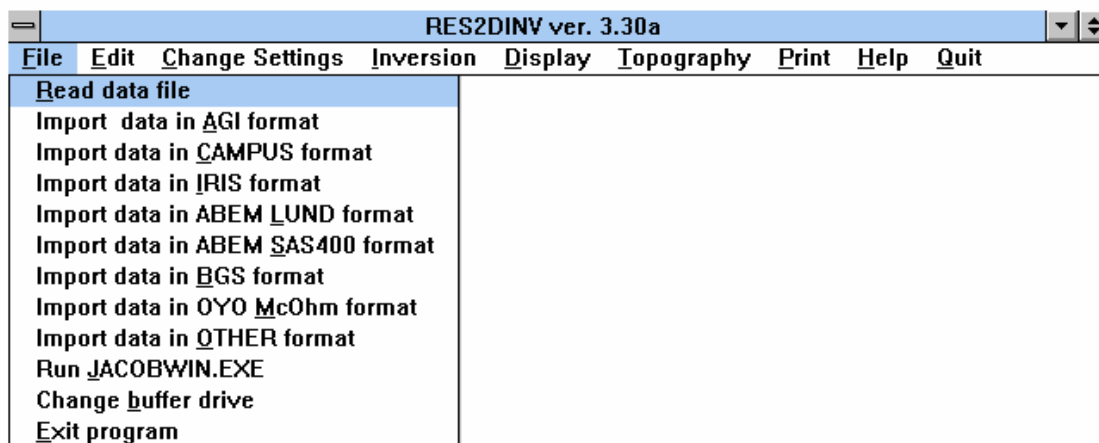 RES2DINV ver. 3.30a
File Edit Change Settings Inversion Display Topography Print Help Quit
Read data file
Import data in AGI format
Import data in CAMPUS format
Import data in IRIS format
Import data in ABEM LUND format
Import data in ABEM SAS400 format
Import data in BGS format
Import data in OYO McOhm format
Import data in OTHER format
Run JACOBWIN.EXE
Change buffer drive
Exit program